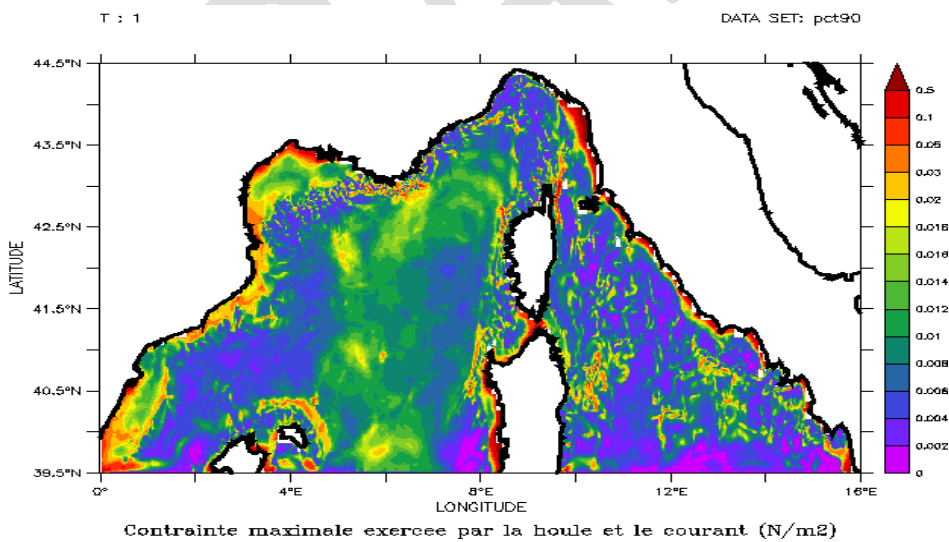 T : 1
DATA SET: pct90
44.5°N
43.5°N
42.5°N
41.5°N
40.5°N
39.5°N
LATITUDE
0°
4°E
8°E
12°E
16°E
LONGITUDE
0.5
0.1
0.05
0.03
0.02
0.018
0.016
0.014
0.012
0.01
0.008
0.006
0.004
0.002
0
Contrainte maximale exercee par la houle et le courant (N/m2)